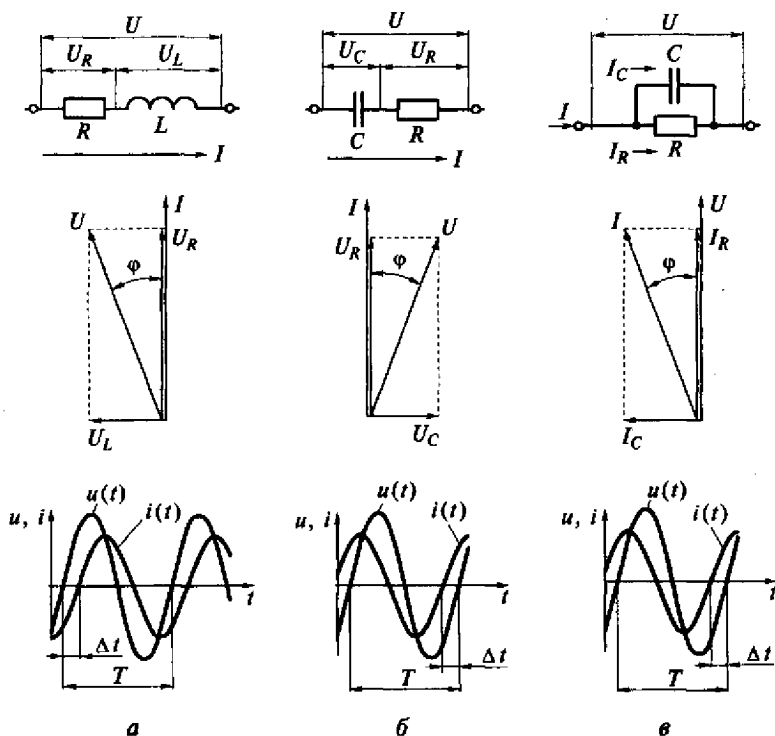 U
U_R U_L
R L
I
U
U_C U_R
C R
I
U
I_C C
I
I_R R
U I
U_R
φ
U_L
I U
U_R
φ
U_C
I U
I_R
φ
I_C
u(t)
u, i i(t)
t
Δt
T
а
u(t)
u, i i(t)
t
Δt
T
б
u(t)
u, i i(t)
t
Δt
T
в